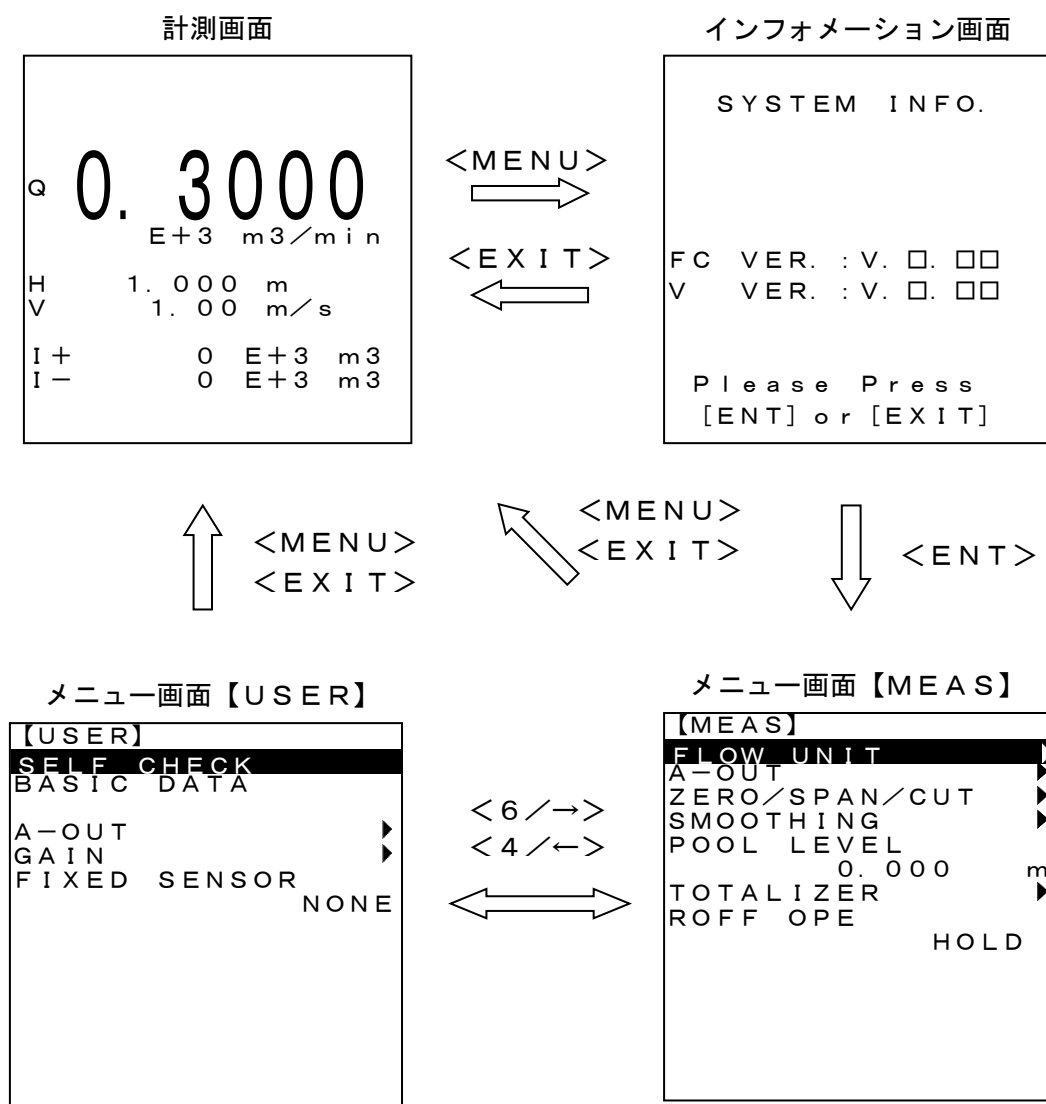 計測画面
Q 0. 3000
E+3 m3/min
H 1. 000 m
V 1. 00 m/s
I+ 0 E+3 m3
I- 0 E+3 m3
<MENU>
<EXIT>
インフォメーション画面
SYSTEM INFO.
FC VER. :V. □. □□
V VER. :V. □. □□
Please Press
[ENT] or [EXIT]
<MENU>
<EXIT>
<MENU>
<EXIT>
<ENT>
メニュー画面【USER】
【USER】
SELF CHECK
BASIC DATA
A-OUT
GAIN
FIXED SENSOR
NONE
<6/→>
<4/←>
メニュー画面【MEAS】
【MEAS】
FLOW UNIT
A-OUT
ZERO/SPAN/CUT
SMOOTHING
POOL LEVEL
0. 000 m
TOTALIZER
ROFF OPE
HOLD